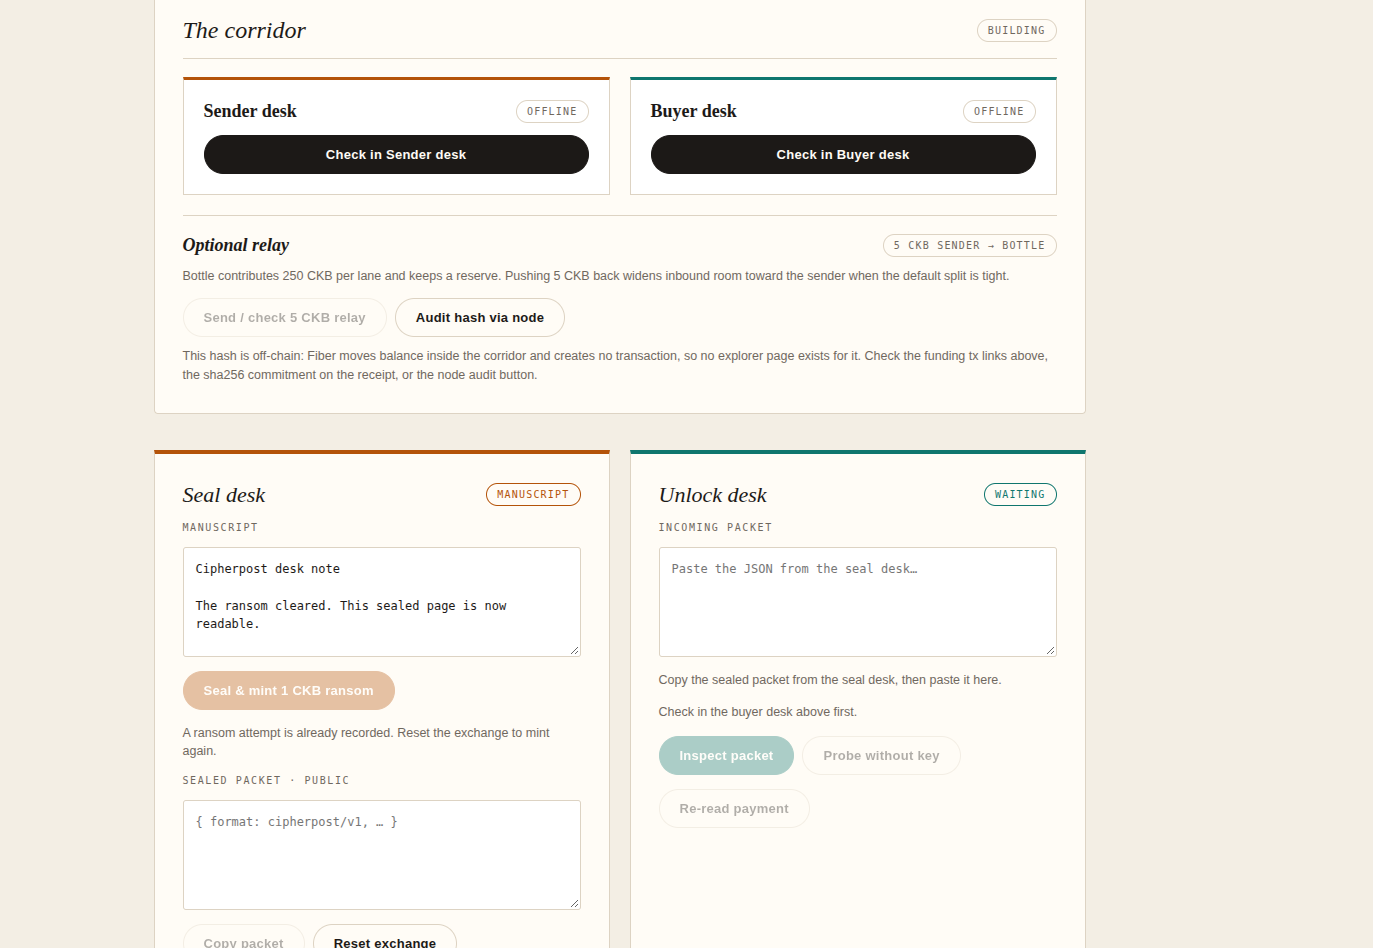 The corridor
BUILDING
Sender desk
OFFLINE
Check in Sender desk
Buyer desk
OFFLINE
Check in Buyer desk
Optional relay
5 CKB SENDER → BOTTLE
Bottle contributes 250 CKB per lane and keeps a reserve. Pushing 5 CKB back widens inbound room toward the sender when the default split is tight.
Send / check 5 CKB relay
Audit hash via node
This hash is off-chain: Fiber moves balance inside the corridor and creates no transaction, so no explorer page exists for it. Check the funding tx links above,
the sha256 commitment on the receipt, or the node audit button.
Seal desk
MANUSCRIPT
MANUSCRIPT
Cipherpost desk note
The ransom cleared. This sealed page is now
readable.
Seal & mint 1 CKB ransom
A ransom attempt is already recorded. Reset the exchange to mint
again.
SEALED PACKET · PUBLIC
{ format: cipherpost/v1, … }
Copy packet
Reset exchange
Unlock desk
WAITING
INCOMING PACKET
Paste the JSON from the seal desk…
Copy the sealed packet from the seal desk, then paste it here.
Check in the buyer desk above first.
Inspect packet
Probe without key
Re-read payment